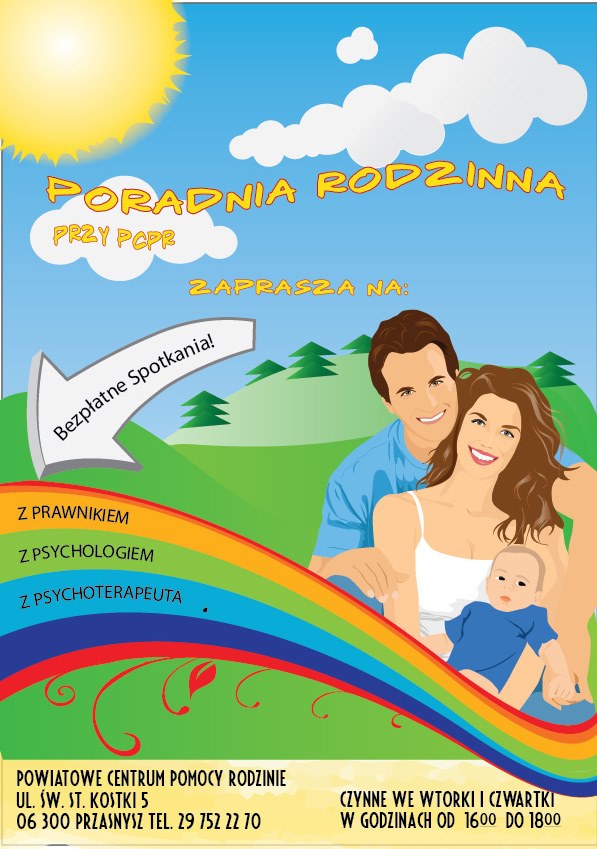 PORADNIA RODZINNA
PRZY PCPR
ZAPRASZA NA:
Bezpłatne Spotkania!
Z PRAWNIKIEM
Z PSYCHOLOGIEM
Z PSYCHOTERAPEUTA
POWIATOWE CENTRUM POMOCY RODZINIE
UL. ŚW. ST. KOSTKI 5
06 300 PRZASNYSZ TEL. 29 752 22 70
CZYNNE WE WTORKI I CZWARTKI
W GODZINACH OD 1600 DO 1800